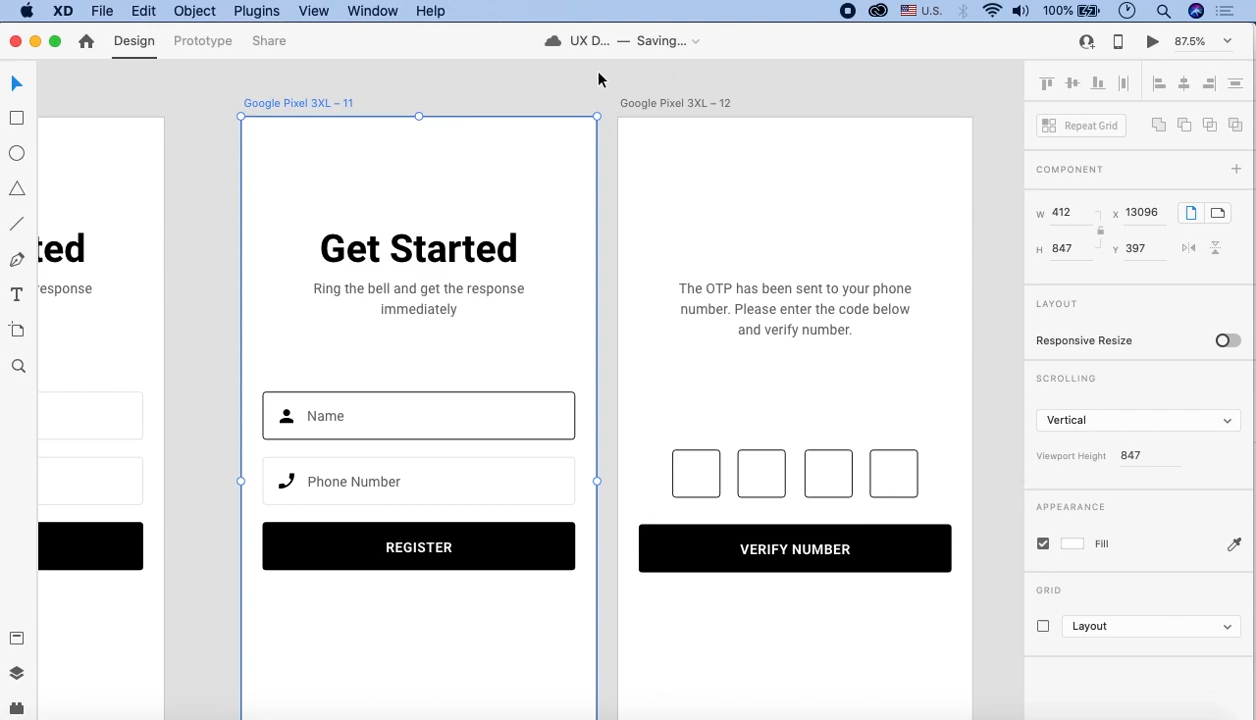 XD File Edit Object Plugins View Window Help
U.S. 100%
Design Prototype Share
UX D... — Saving...
87.5%
Google Pixel 3XL – 11
Google Pixel 3XL – 12
ted
esponse
Get Started
Ring the bell and get the response
immediately
Name
Phone Number
REGISTER
The OTP has been sent to your phone
number. Please enter the code below
and verify number.
VERIFY NUMBER
Repeat Grid
COMPONENT
W 412 X 13096
H 847 Y 397
LAYOUT
Responsive Resize
SCROLLING
Vertical
Viewport Height 847
APPEARANCE
Fill
GRID
Layout